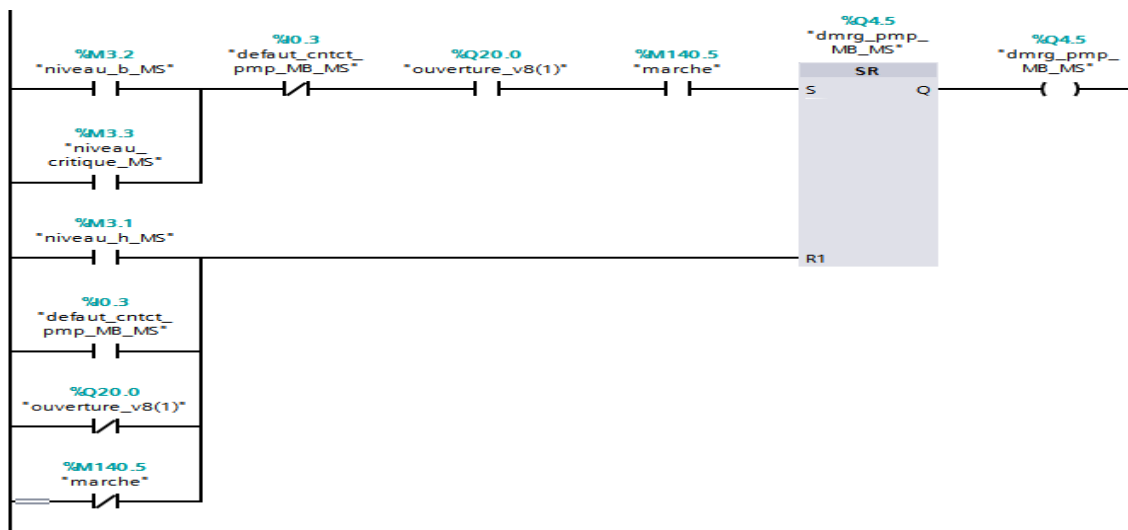 %Q4.5
"dmrg_pmp_
MB_MS"
%Q4.5
"dmrg_pmp_
MB_MS"
%M3.2
"niveau_b_MS"
%I0.3
"defaut_cntct_
pmp_MB_MS"
%Q20.0
"ouverture_v8(1)"
%M140.5
"marche"
SR
S
Q
%M3.3
"niveau_
critique_MS"
%M3.1
"niveau_h_MS"
R1
%I0.3
"defaut_cntct_
pmp_MB_MS"
%Q20.0
"ouverture_v8(1)"
%M140.5
"marche"